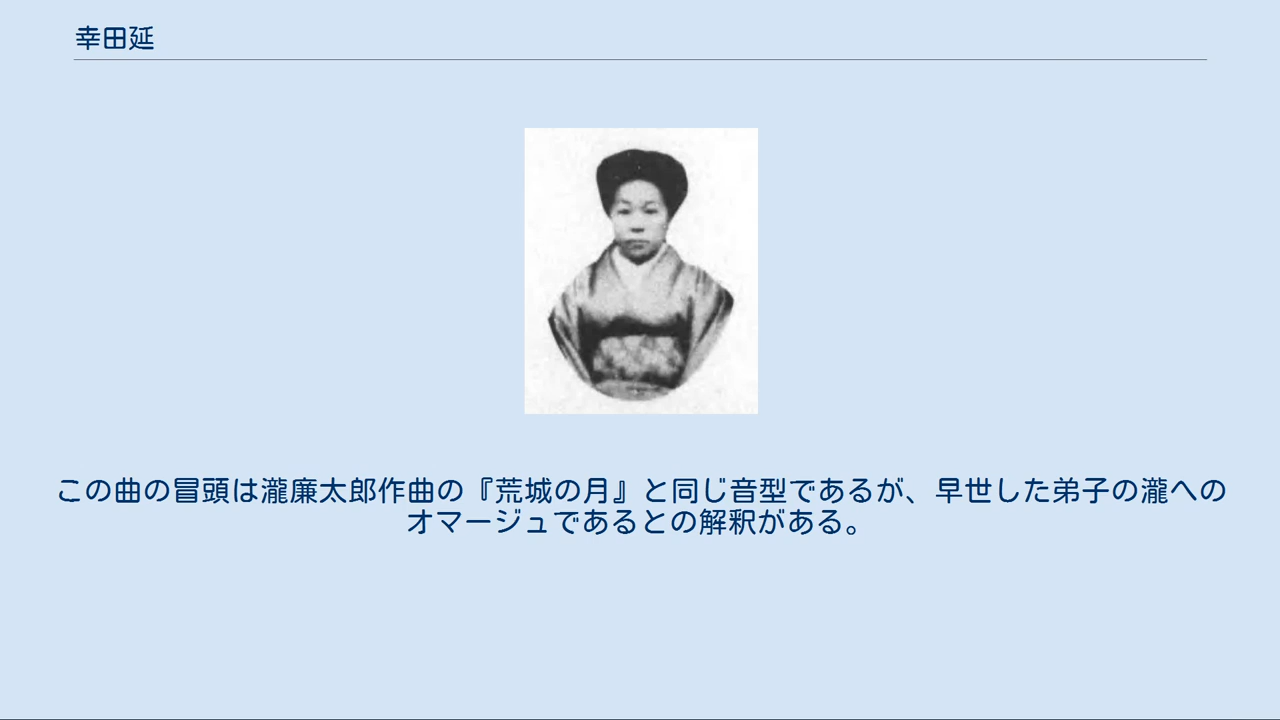 幸田延
この曲の冒頭は瀧廉太郎作曲の『荒城の月』と同じ音型であるが、早世した弟子の瀧への
オマージュであるとの解釈がある。